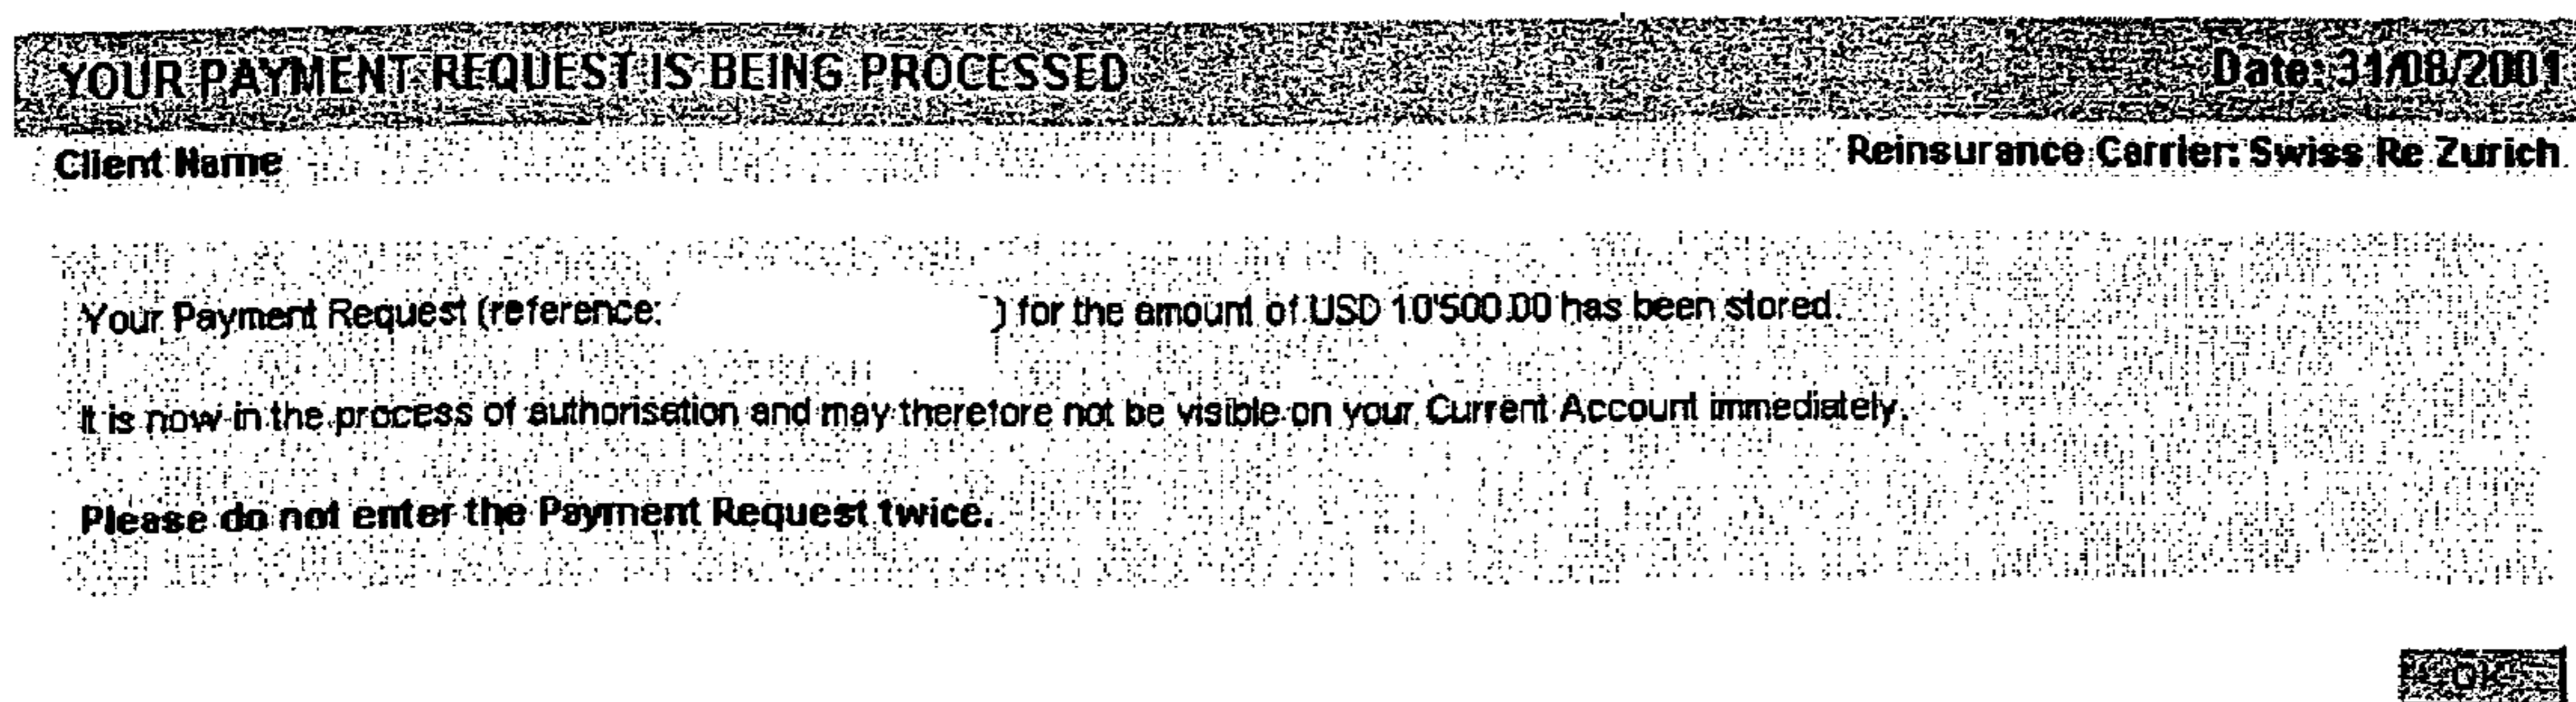 YOUR PAYMENT REQUEST IS BEING PROCESSED Date: 31/08/2001
Client Name Reinsurance Carrier: Swiss Re Zurich
Your Payment Request (reference: ) for the amount of USD 10'500.00 has been stored.
It is now in the process of authorisation and may therefore not be visible on your Current Account immediately.
Please do not enter the Payment Request twice.
OK